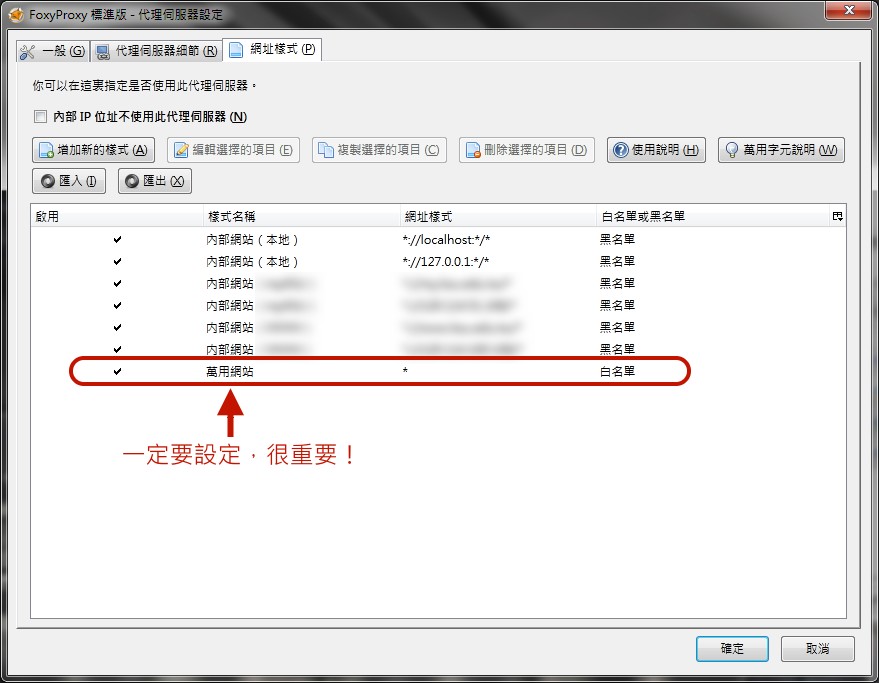 FoxyProxy 標準版 - 代理伺服器設定
一般 (G) 代理伺服器細節 (R) 網址樣式 (P)
你可以在這裏指定是否使用此代理伺服器。
內部 IP 位址不使用此代理伺服器 (N)
增加新的樣式 (A) 編輯選擇的項目 (E) 複製選擇的項目 (C) 刪除選擇的項目 (D) 使用說明 (H) 萬用字元說明 (W)
匯入 (I) 匯出 (X)
啟用 樣式名稱 網址樣式 白名單或黑名單
內部網站（本地） *://localhost:*/* 黑名單
內部網站（本地） *://127.0.0.1:*/* 黑名單
內部網站 黑名單
內部網站 黑名單
內部網站 黑名單
內部網站 黑名單
萬用網站 * 白名單
一定要設定，很重要！
確定 取消